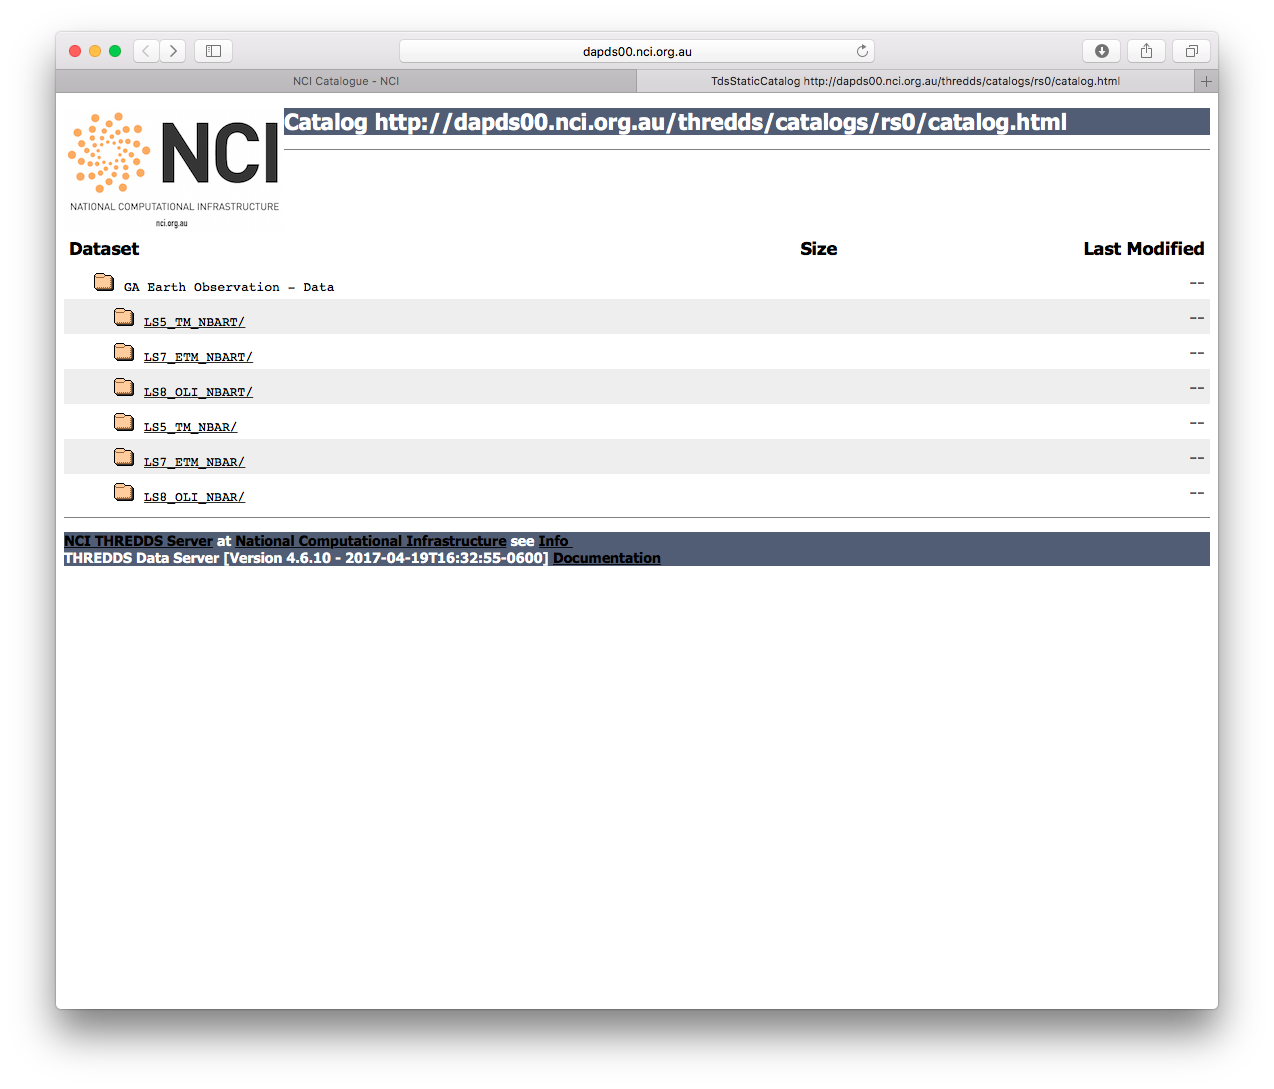 dapds00.nci.org.au
NCI Catalogue - NCI
TdsStaticCatalog http://dapds00.nci.org.au/thredds/catalogs/rs0/catalog.html
NCI
NATIONAL COMPUTATIONAL INFRASTRUCTURE
nci.org.au
Catalog http://dapds00.nci.org.au/thredds/catalogs/rs0/catalog.html
Dataset Size Last Modified
GA Earth Observation - Data --
LS5_TM_NBART/ --
LS7_ETM_NBART/ --
LS8_OLI_NBART/ --
LS5_TM_NBAR/ --
LS7_ETM_NBAR/ --
LS8_OLI_NBAR/ --
NCI THREDDS Server at National Computational Infrastructure see Info
THREDDS Data Server [Version 4.6.10 - 2017-04-19T16:32:55-0600] Documentation